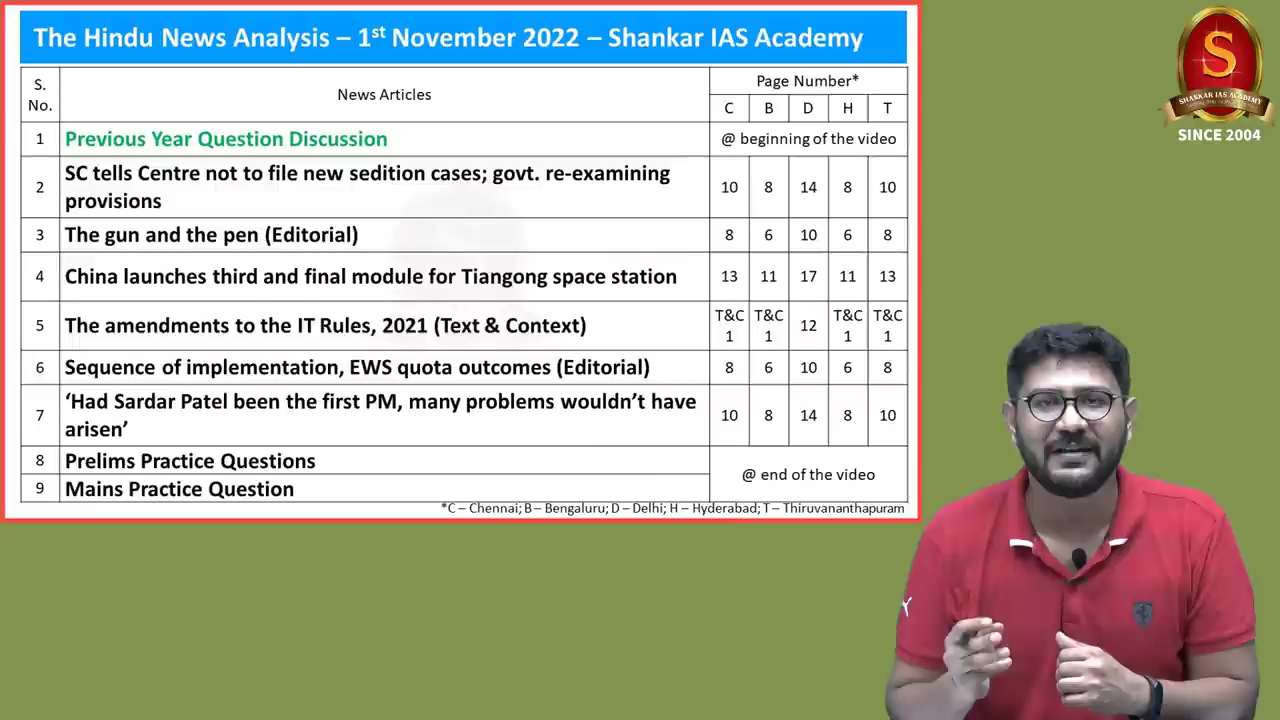 The Hindu News Analysis – 1st November 2022 – Shankar IAS Academy
S. No. News Articles Page Number*
C B D H T
1 Previous Year Question Discussion @ beginning of the video
2 SC tells Centre not to file new sedition cases; govt. re-examining provisions 10 8 14 8 10
3 The gun and the pen (Editorial) 8 6 10 6 8
4 China launches third and final module for Tiangong space station 13 11 17 11 13
5 The amendments to the IT Rules, 2021 (Text & Context) T&C 1 T&C 1 12 T&C 1 T&C 1
6 Sequence of implementation, EWS quota outcomes (Editorial) 8 6 10 6 8
7 ‘Had Sardar Patel been the first PM, many problems wouldn’t have arisen’ 10 8 14 8 10
8 Prelims Practice Questions @ end of the video
9 Mains Practice Question
*C – Chennai; B – Bengaluru; D – Delhi; H – Hyderabad; T – Thiruvananthapuram
S
SHANKAR IAS ACADEMY
SINCE 2004